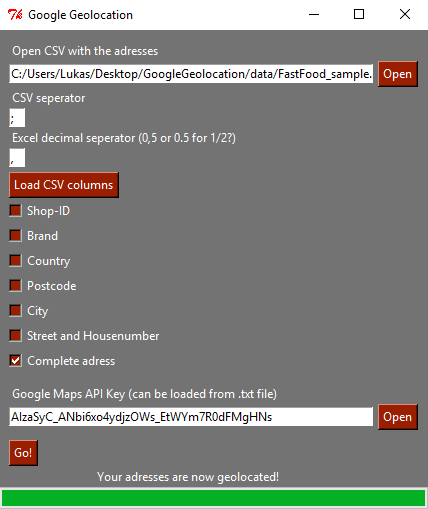 Google Geolocation
Open CSV with the adresses
C:/Users/Lukas/Desktop/GoogleGeolocation/data/FastFood_sample. Open
CSV seperator
;
Excel decimal seperator (0,5 or 0.5 for 1/2?)
,
Load CSV columns
Shop-ID
Brand
Country
Postcode
City
Street and Housenumber
Complete adress
Google Maps API Key (can be loaded from .txt file)
AIzaSyC_ANbi6xo4ydjzOWs_EtWYm7R0dFMgHNs Open
Go!
Your adresses are now geolocated!